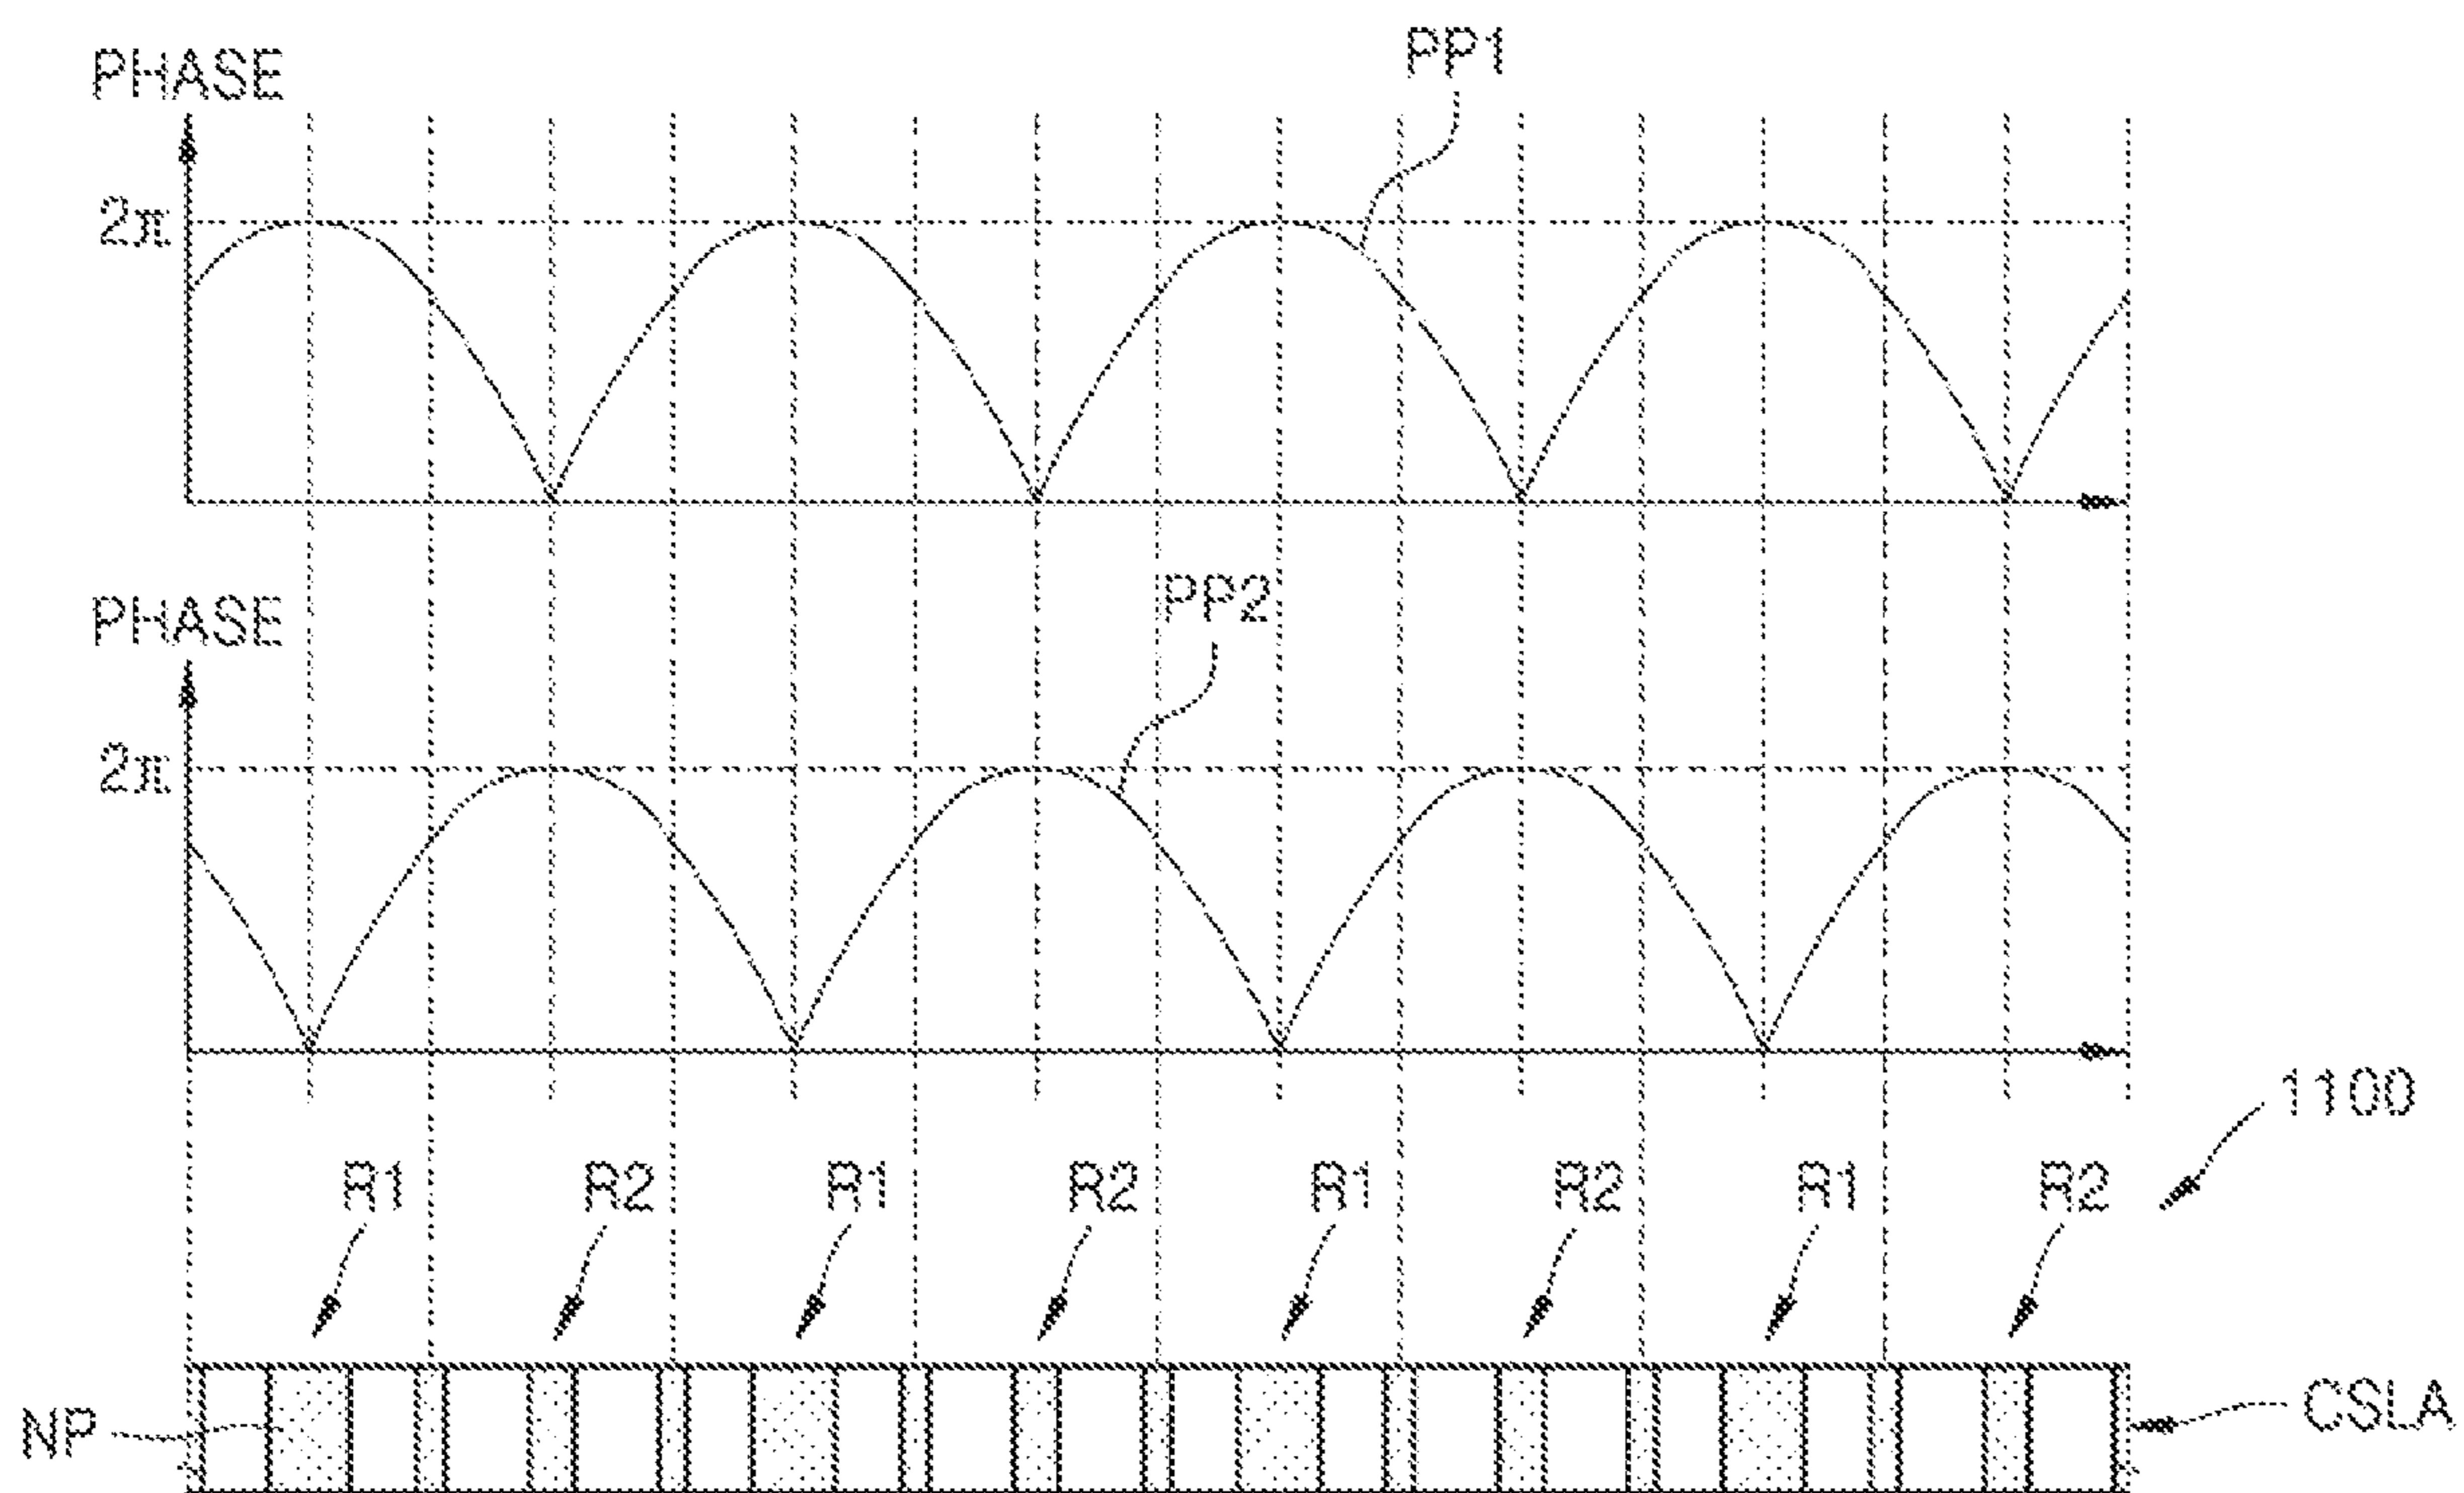 PP1
PHASE
2π
PP2
PHASE
2π
1100
R1 R2 R1 R2 R1 R2 R1 R2
NP
CSLA